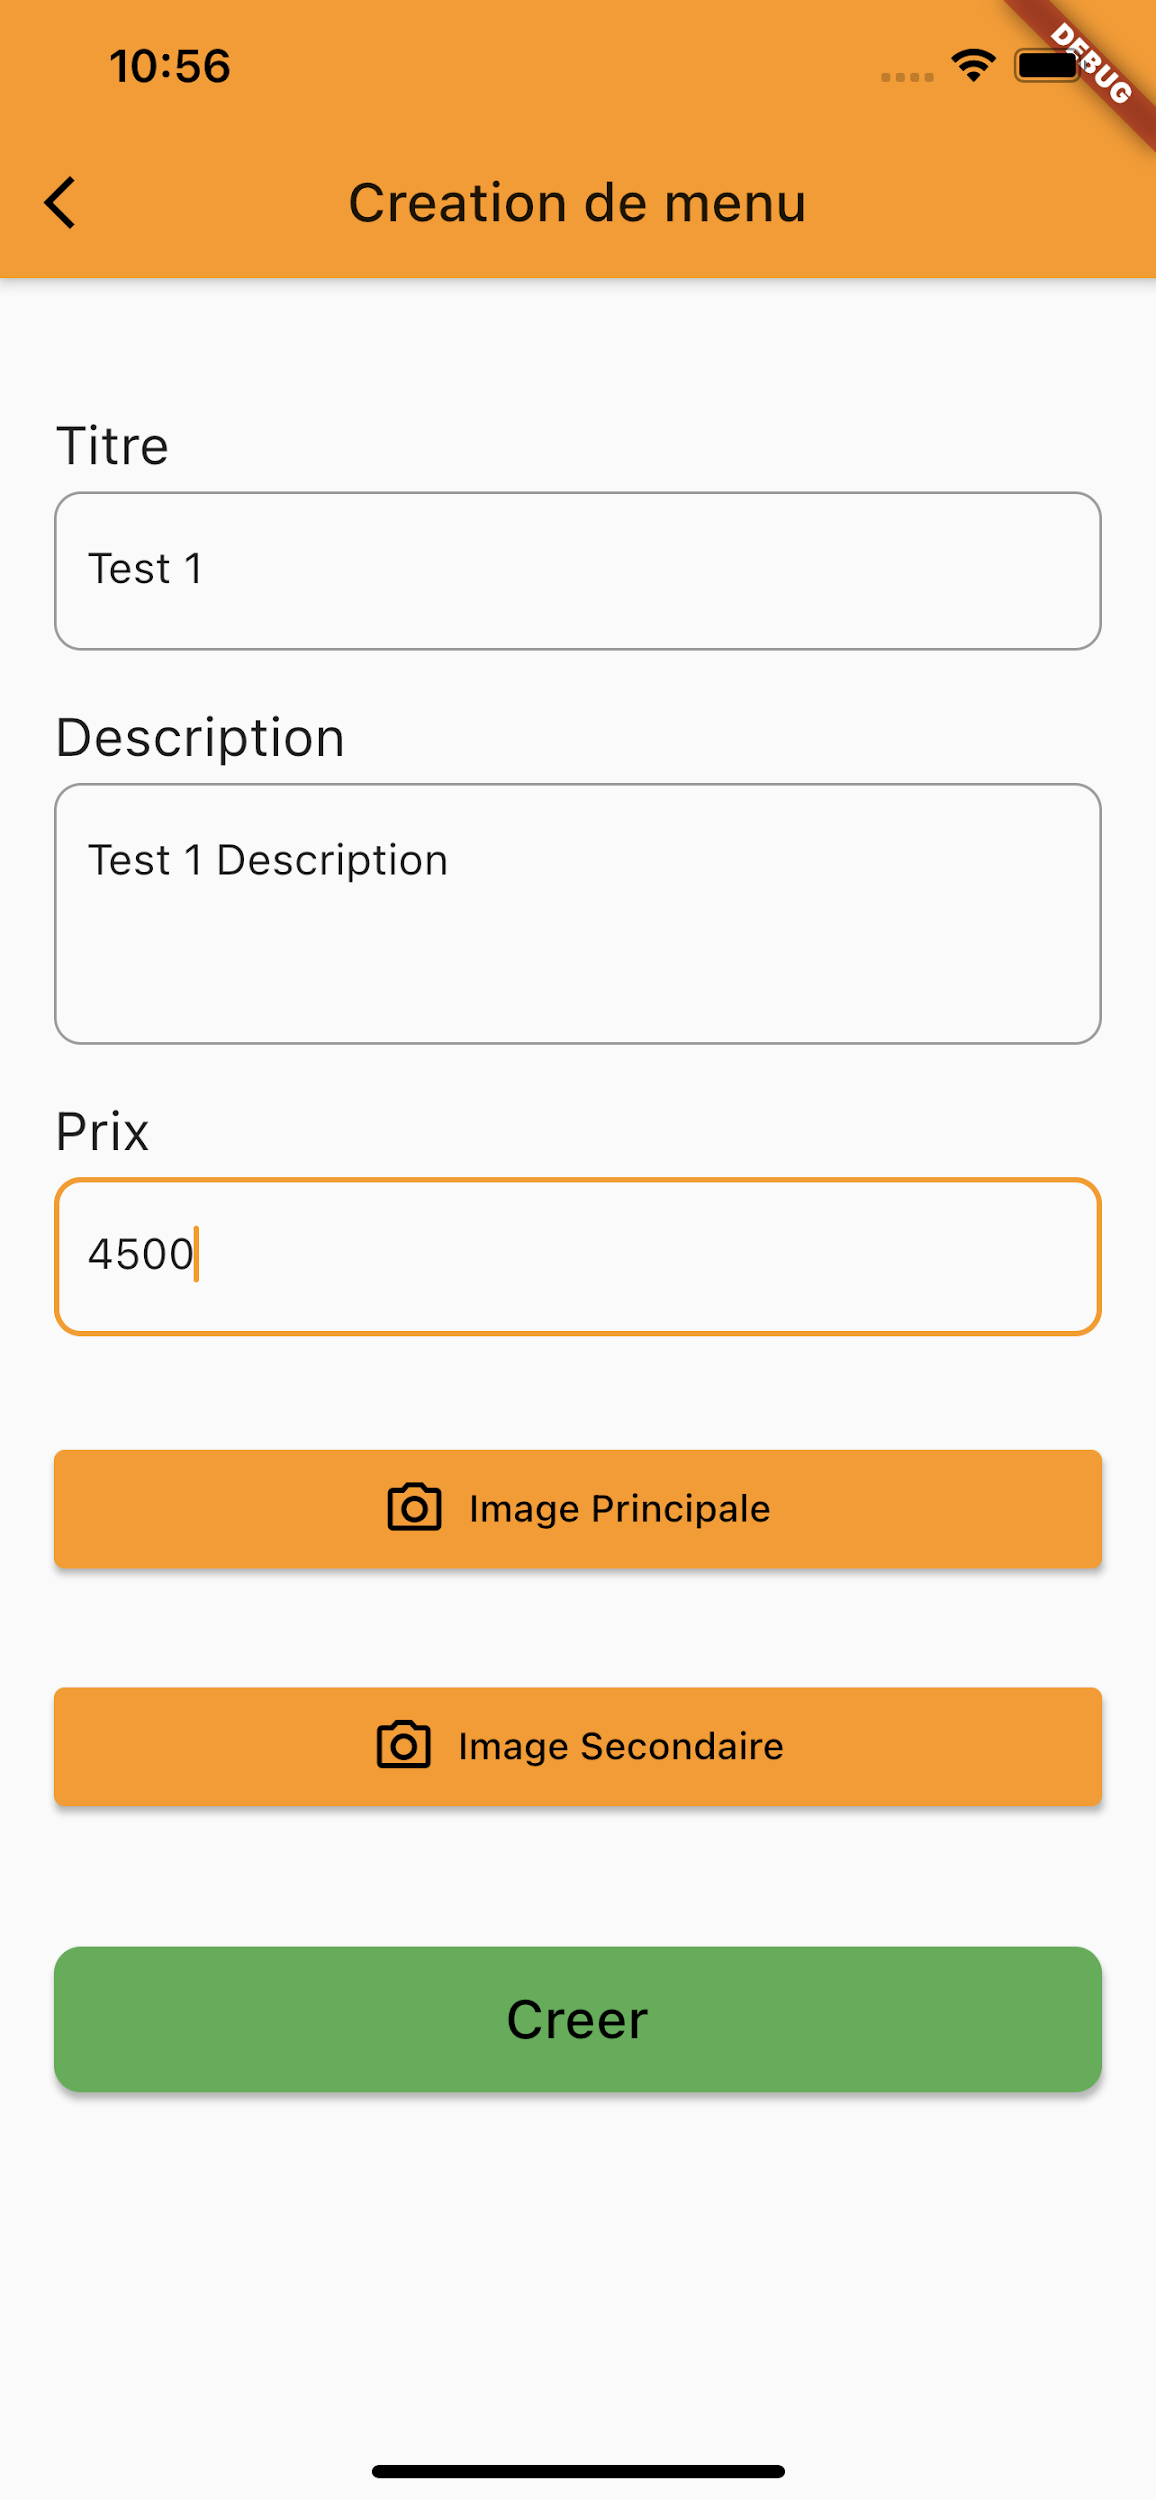 10:56
DEBUG
Creation de menu
Titre
Test 1
Description
Test 1 Description
Prix
4500
Image Principale
Image Secondaire
Creer